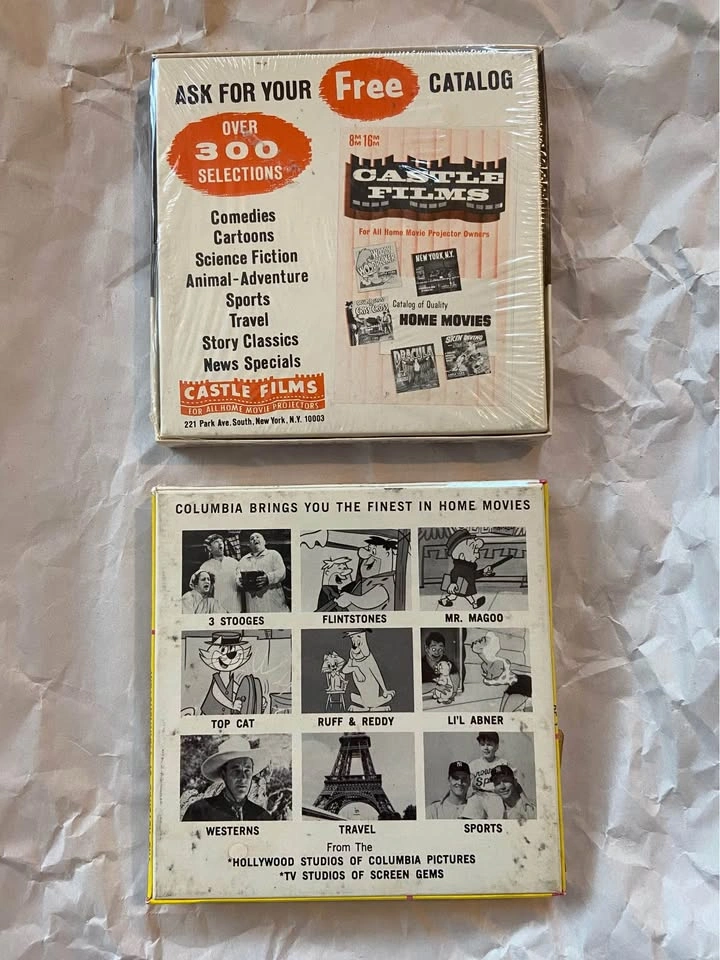 ASK FOR YOUR Free CATALOG
OVER
300
SELECTIONS
Comedies
Cartoons
Science Fiction
Animal-Adventure
Sports
Travel
Story Classics
News Specials
CASTLE FILMS
FOR ALL HOME MOVIE PROJECTORS
221 Park Ave. South, New York, N.Y. 10003
8MM 16MM
CASTLE
FILMS
For All Home Movie Projector Owners
NEW YORK, N.Y.
Catalog of Quality
HOME MOVIES
DRACULA
SKIN DIVING
COLUMBIA BRINGS YOU THE FINEST IN HOME MOVIES
3 STOOGES
FLINTSTONES
MR. MAGOO
TOP CAT
RUFF & REDDY
LI'L ABNER
WESTERNS
TRAVEL
SPORTS
From The
*HOLLYWOOD STUDIOS OF COLUMBIA PICTURES
*TV STUDIOS OF SCREEN GEMS